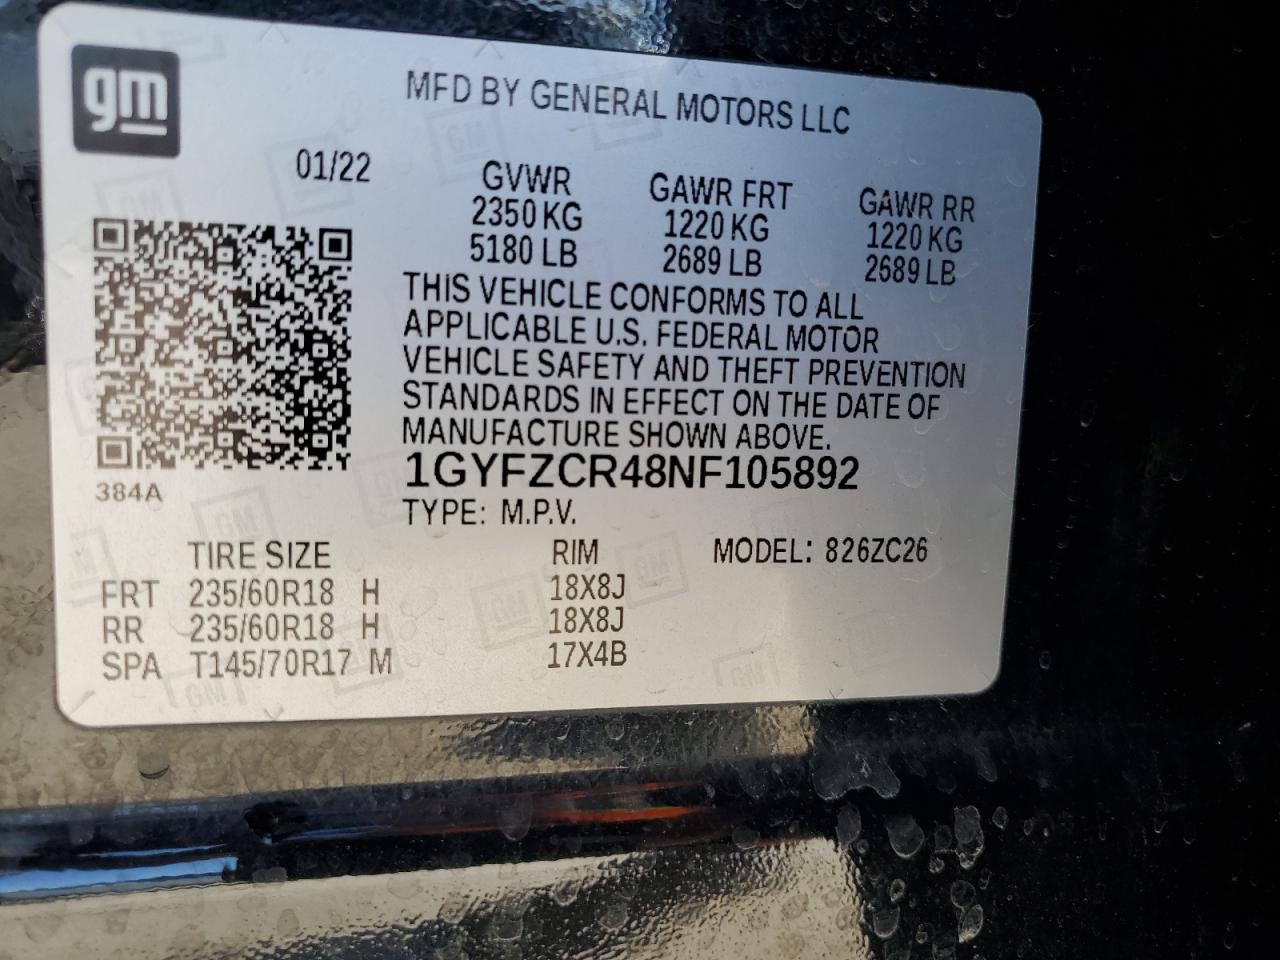 gm
MFD BY GENERAL MOTORS LLC
01/22 GVWR GAWR FRT GAWR RR
2350 KG 1220 KG 1220 KG
5180 LB 2689 LB 2689 LB
THIS VEHICLE CONFORMS TO ALL
APPLICABLE U.S. FEDERAL MOTOR
VEHICLE SAFETY AND THEFT PREVENTION
STANDARDS IN EFFECT ON THE DATE OF
MANUFACTURE SHOWN ABOVE.
384A 1GYFZCR48NF105892
TYPE: M.P.V.
TIRE SIZE RIM MODEL: 826ZC26
FRT 235/60R18 H 18X8J
RR 235/60R18 H 18X8J
SPA T145/70R17 M 17X4B